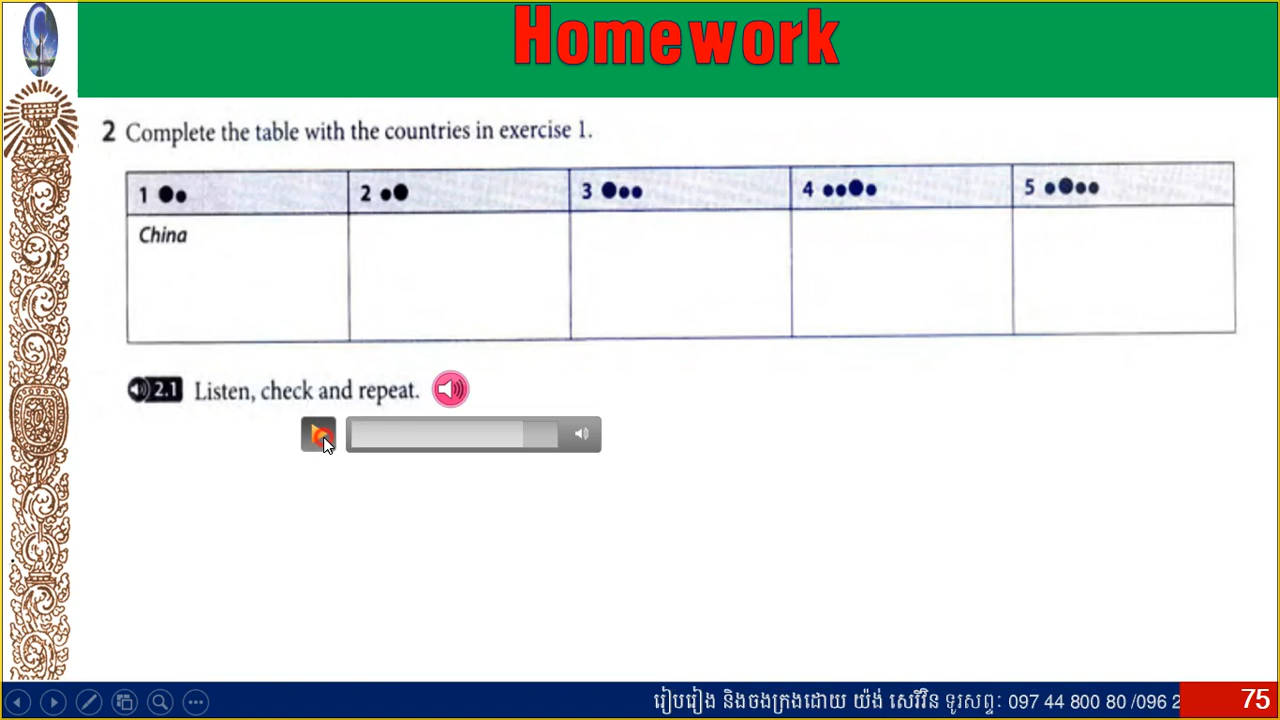 Homework
2 Complete the table with the countries in exercise 1.
1 2 3 4 5
China
2.1 Listen, check and repeat.
រៀបរៀង និងចងក្រងដោយ យ៉ង់ សេរីវីន ទូរសព្ទៈ 097 44 800 80 /096 2
75